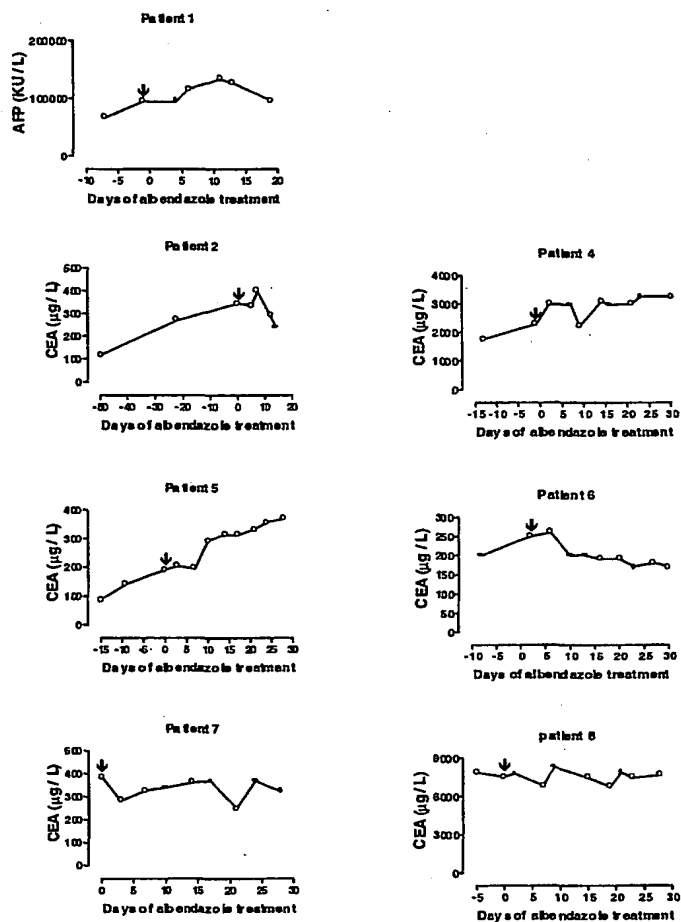 Patient 1
AFP (KU/L)
200000
100000
0
-10 -5 0 5 10 15 20
Days of albendazole treatment
Patient 2
CEA (µg/L)
500
400
300
200
100
0
-50 -40 -30 -20 -10 0 10 20
Days of albendazole treatment
Patient 4
CEA (µg/L)
4000
3000
2000
1000
0
-15 -10 -5 0 5 10 15 20 25 30
Days of albendazole treatment
Patient 5
CEA (µg/L)
400
300
200
100
0
-15 -10 -5 0 5 10 15 20 25 30
Days of albendazole treatment
Patient 6
CEA (µg/L)
300
250
200
150
100
50
0
-10 -5 0 5 10 15 20 25 30
Days of albendazole treatment
Patient 7
CEA (µg/L)
500
400
300
200
100
0
0 5 10 15 20 25 30
Days of albendazole treatment
patient 8
CEA (µg/L)
9000
6000
3000
0
-5 0 5 10 15 20 25 30
Days of albendazole treatment